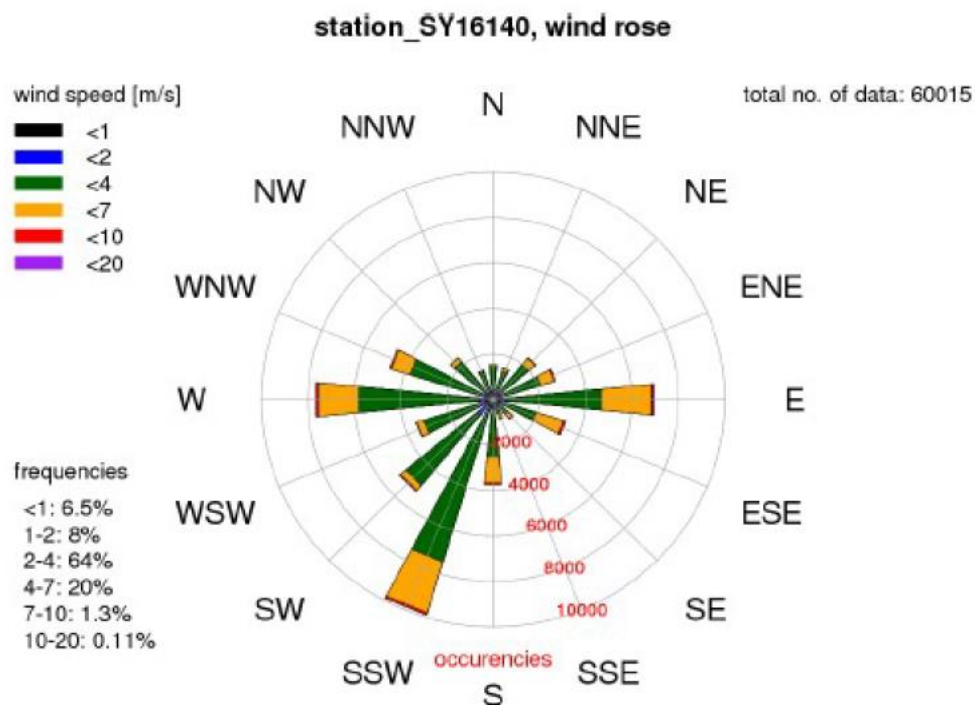 station_SY16140, wind rose
wind speed [m/s]
<1
<2
<4
<7
<10
<20
total no. of data: 60015
N
NNE
NE
ENE
E
ESE
SE
SSE
S
SSW
SW
WSW
W
WNW
NW
NNW
2000
4000
6000
8000
10000
occurencies
frequencies
<1: 6.5%
1-2: 8%
2-4: 64%
4-7: 20%
7-10: 1.3%
10-20: 0.11%